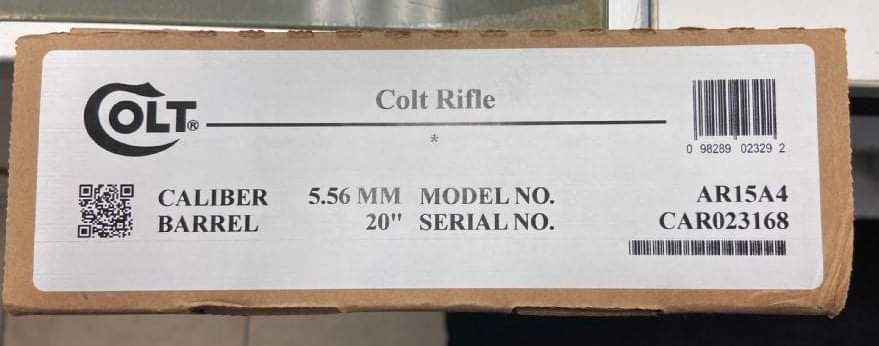 COLT®
Colt Rifle
*
0 98289 02329 2
CALIBER 5.56 MM MODEL NO. AR15A4
BARREL 20" SERIAL NO. CAR023168